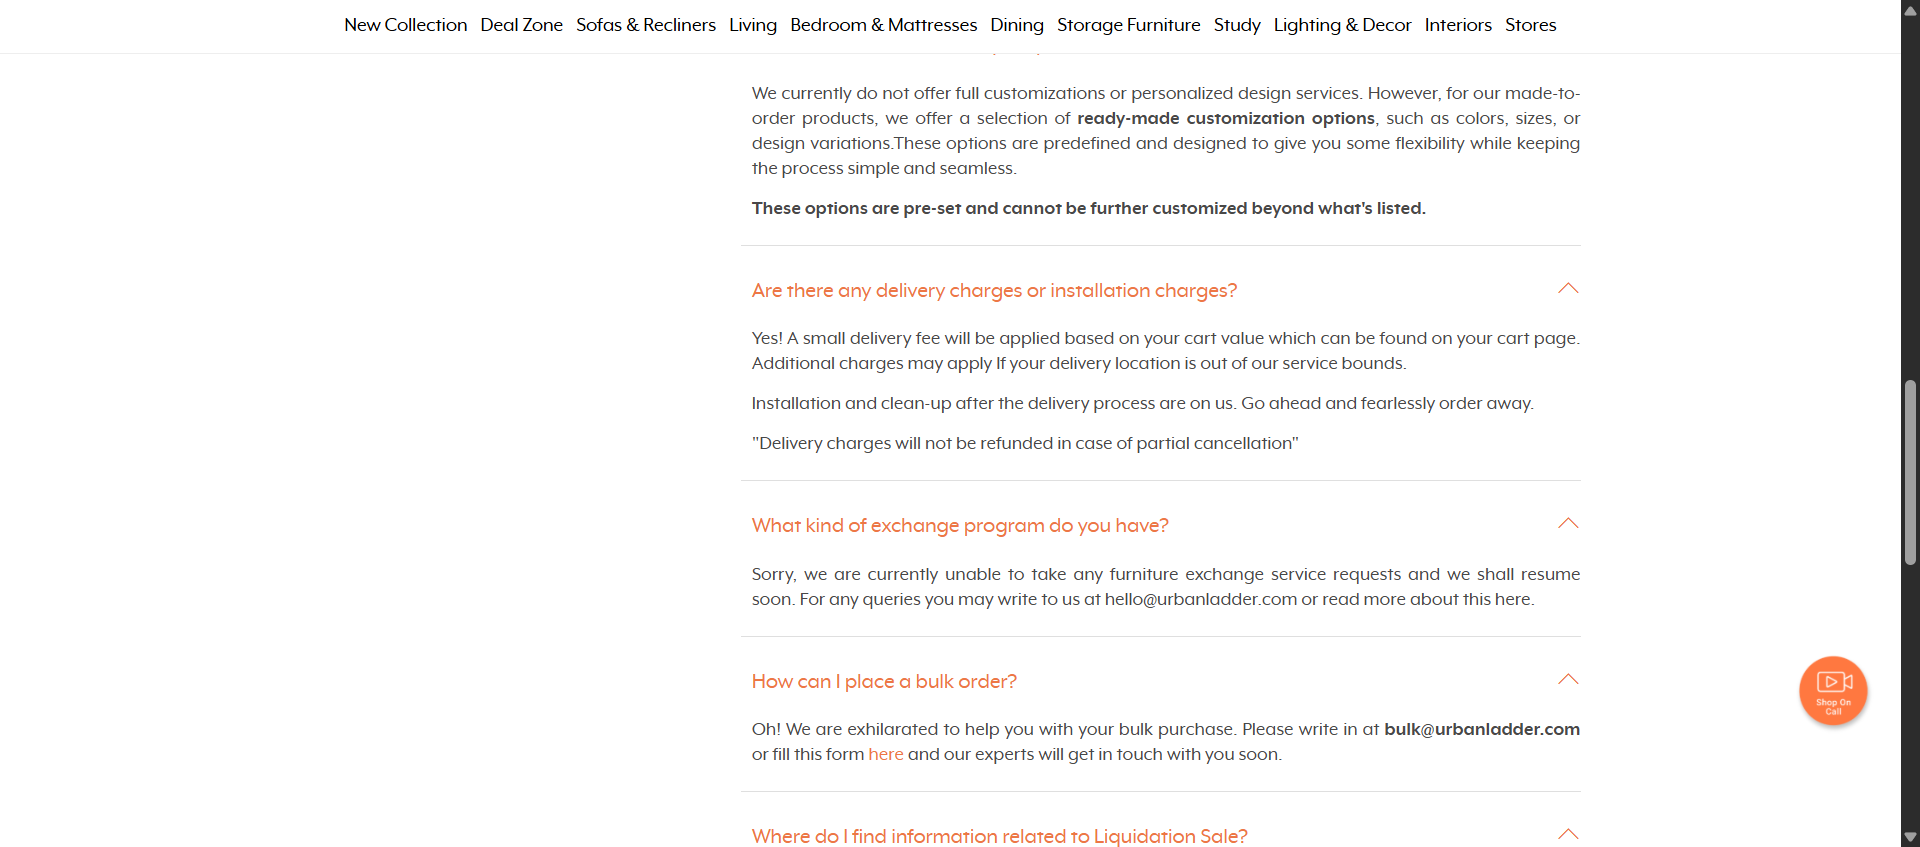 New Collection Deal Zone Sofas & Recliners Living Bedroom & Mattresses Dining Storage Furniture Study Lighting & Decor Interiors Stores
We currently do not offer full customizations or personalized design services. However, for our made-to-
order products, we offer a selection of ready-made customization options, such as colors, sizes, or
design variations.These options are predefined and designed to give you some flexibility while keeping
the process simple and seamless.
These options are pre-set and cannot be further customized beyond what's listed.
Are there any delivery charges or installation charges?
Yes! A small delivery fee will be applied based on your cart value which can be found on your cart page.
Additional charges may apply If your delivery location is out of our service bounds.
Installation and clean-up after the delivery process are on us. Go ahead and fearlessly order away.
"Delivery charges will not be refunded in case of partial cancellation"
What kind of exchange program do you have?
Sorry, we are currently unable to take any furniture exchange service requests and we shall resume
soon. For any queries you may write to us at hello@urbanladder.com or read more about this here.
How can I place a bulk order?
Oh! We are exhilarated to help you with your bulk purchase. Please write in at bulk@urbanladder.com
or fill this form here and our experts will get in touch with you soon.
Shop On
Call
Where do I find information related to Liquidation Sale?